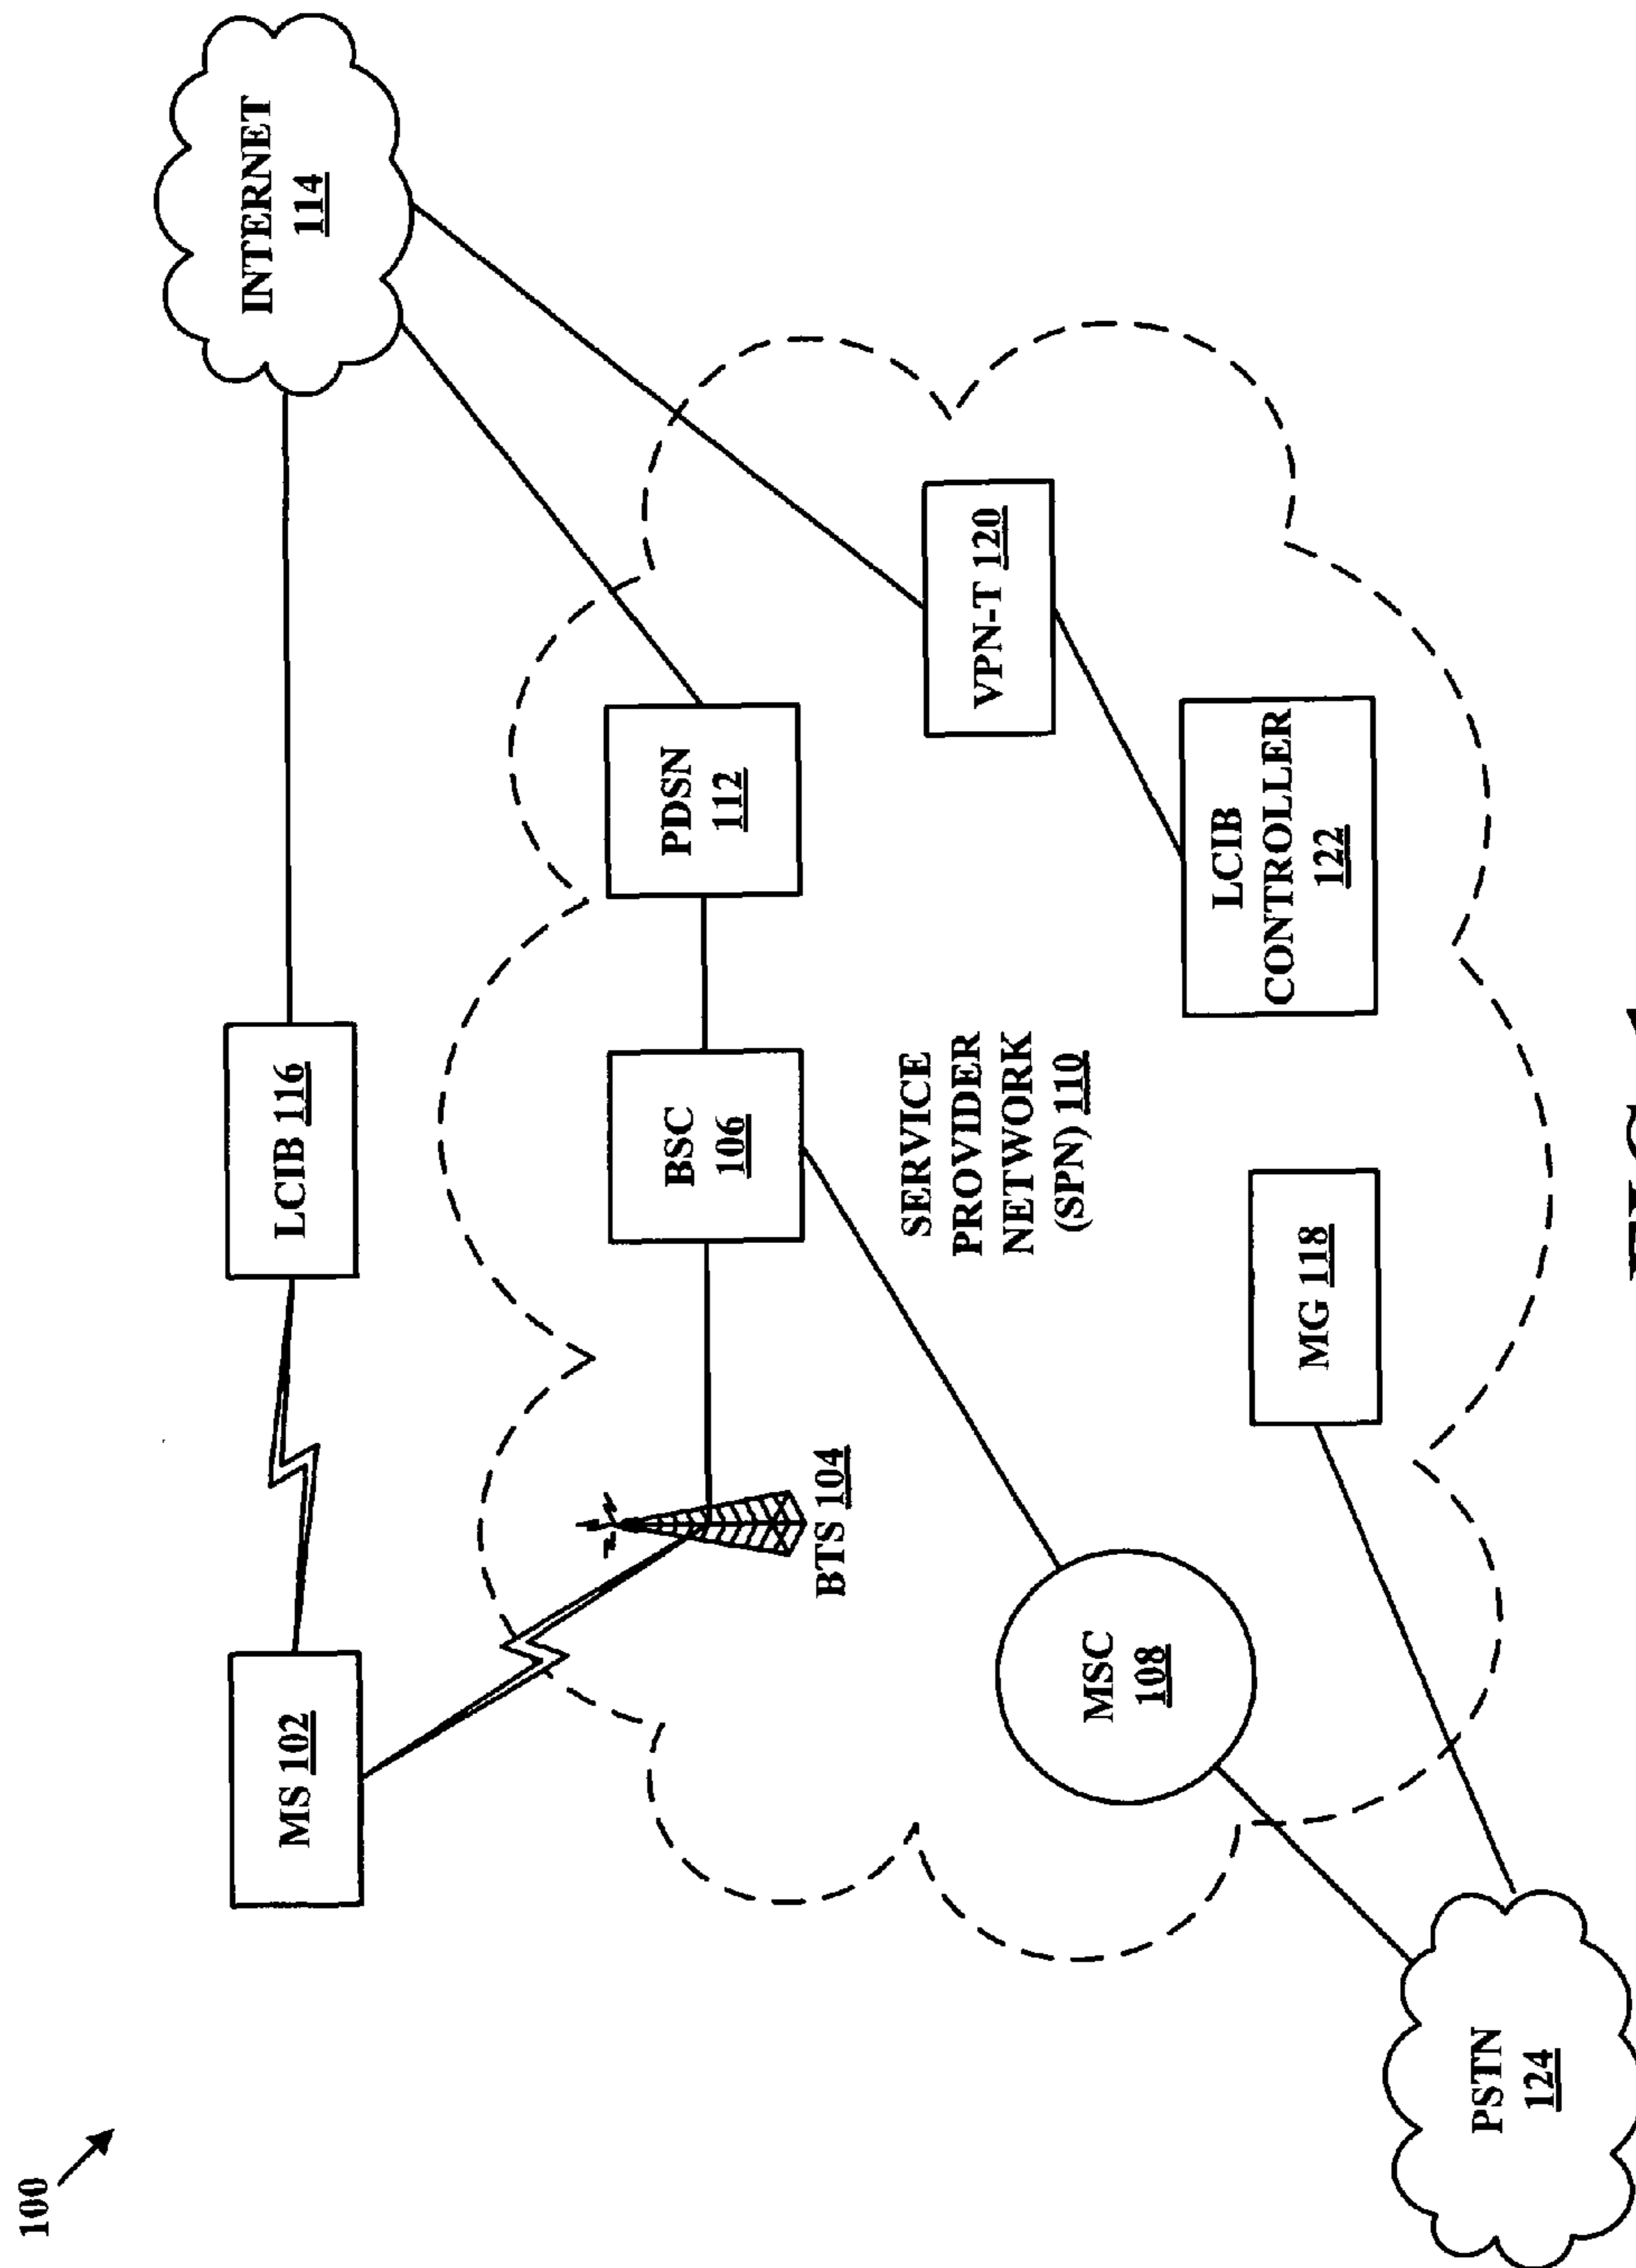 100
MS 102
LCIB 116
INTERNET
114
BTS 104
BSC
106
PDSN
112
SERVICE
PROVIDER
NETWORK
(SPN) 110
VPN-T 120
MSC
108
MG 118
LCIB
CONTROLLER
122
PSTN
124